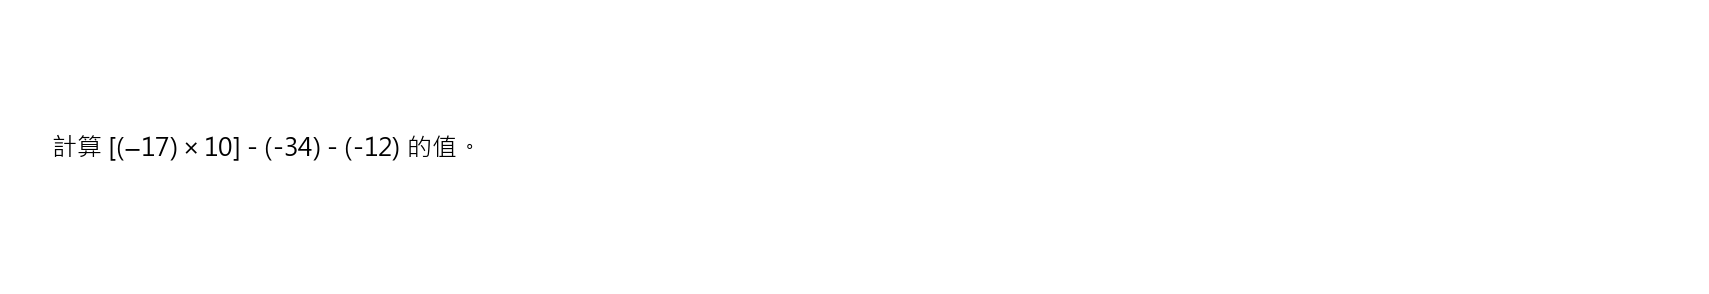 計算 [(–17) × 10] - (-34) - (-12) 的值。